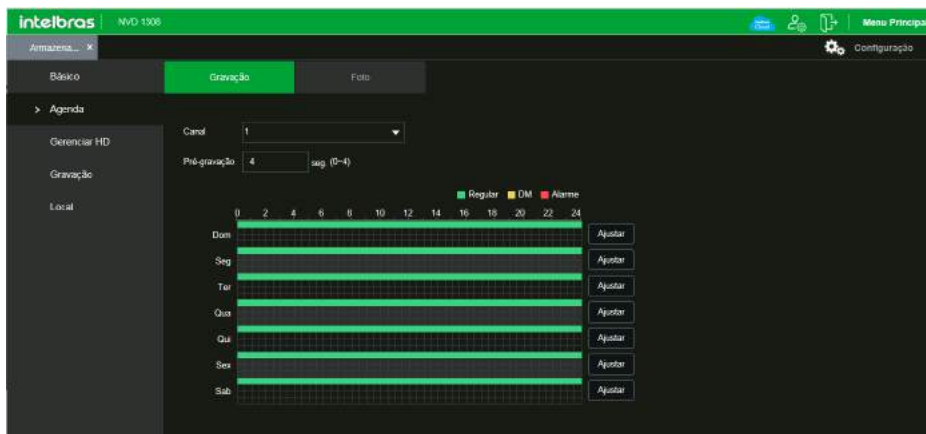 intelbras NVD 1308 Menu Principa
Armazena... × Configuração
Básico Gravação Foto
> Agenda
Gerenciar HD Canal 1
Gravação Pré-gravação 4 seg. (0~4)
Local Regular DM Alarme
0 2 4 6 8 10 12 14 16 18 20 22 24
Dom Ajustar
Seg Ajustar
Ter Ajustar
Qua Ajustar
Qui Ajustar
Sex Ajustar
Sab Ajustar